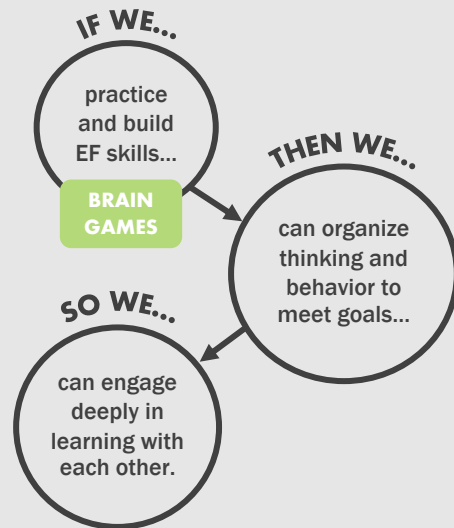 IF WE...
practice
and build
EF skills...
BRAIN
GAMES
THEN WE...
can organize
thinking and
behavior to
meet goals...
SO WE...
can engage
deeply in
learning with
each other.